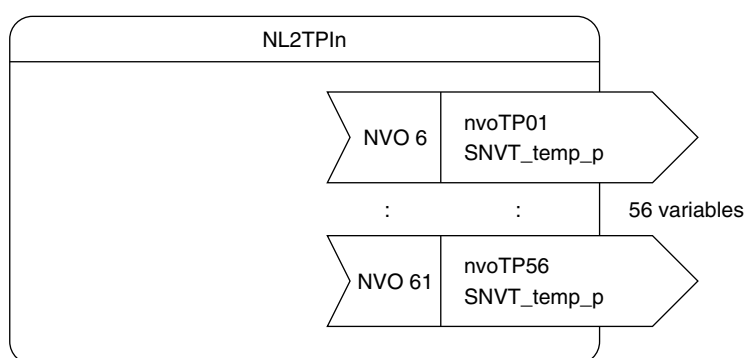 NL2TPIn
NVO 6
nvoTP01
SNVT_temp_p
: :
56 variables
NVO 61
nvoTP56
SNVT_temp_p